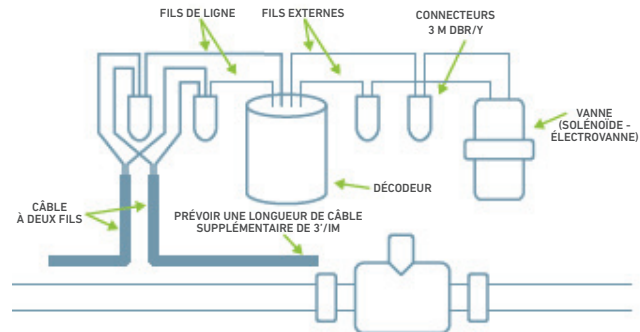 FILS DE LIGNE
FILS EXTERNES
CONNECTEURS
3 M DBR/Y
VANNE
(SOLÉNOÏDE -
ÉLECTROVANNE)
DÉCODEUR
CÂBLE
À DEUX FILS
PRÉVOIR UNE LONGUEUR DE CÂBLE
SUPPLÉMENTAIRE DE 3'/IM